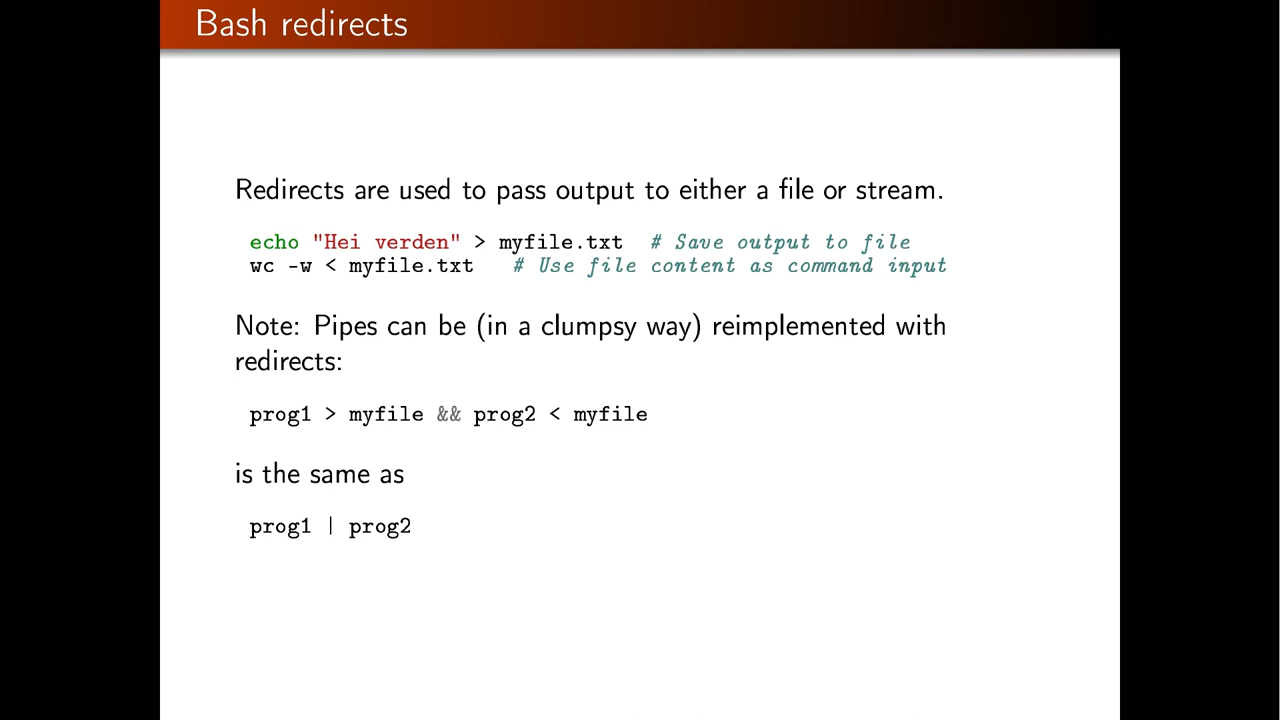 Bash redirects
Redirects are used to pass output to either a file or stream.
echo "Hei verden" > myfile.txt  # Save output to file
wc -w < myfile.txt   # Use file content as command input
Note: Pipes can be (in a clumpsy way) reimplemented with
redirects:
prog1 > myfile && prog2 < myfile
is the same as
prog1 | prog2